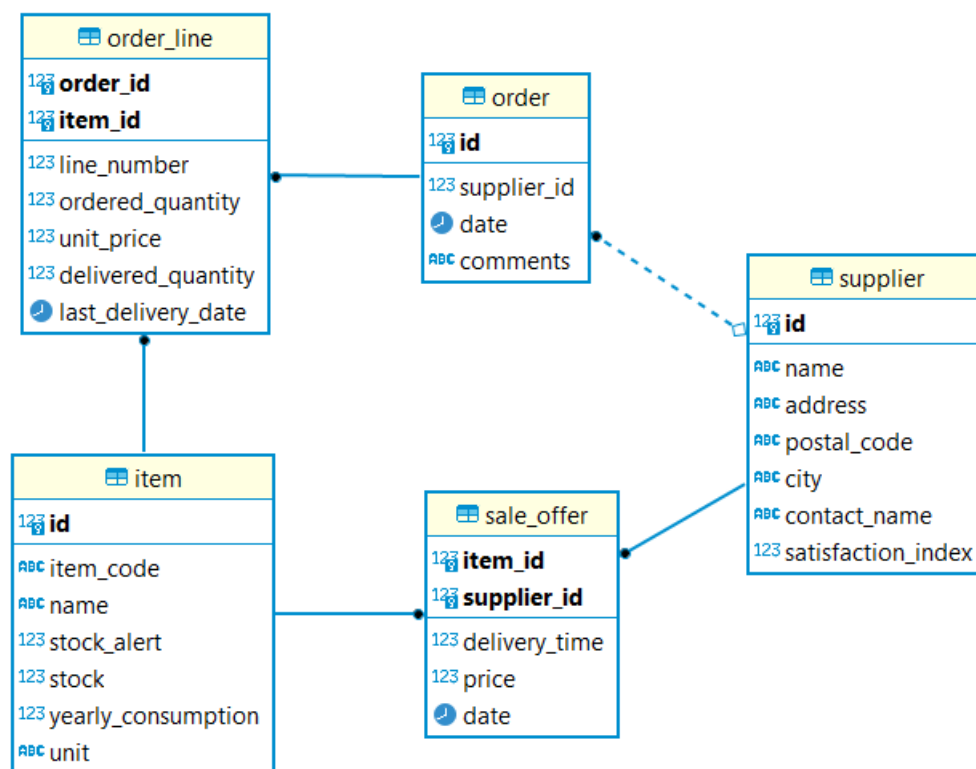 order_line
order_id
item_id
line_number
ordered_quantity
unit_price
delivered_quantity
last_delivery_date
order
id
supplier_id
date
comments
supplier
id
name
address
postal_code
city
contact_name
satisfaction_index
item
id
item_code
name
stock_alert
stock
yearly_consumption
unit
sale_offer
item_id
supplier_id
delivery_time
price
date